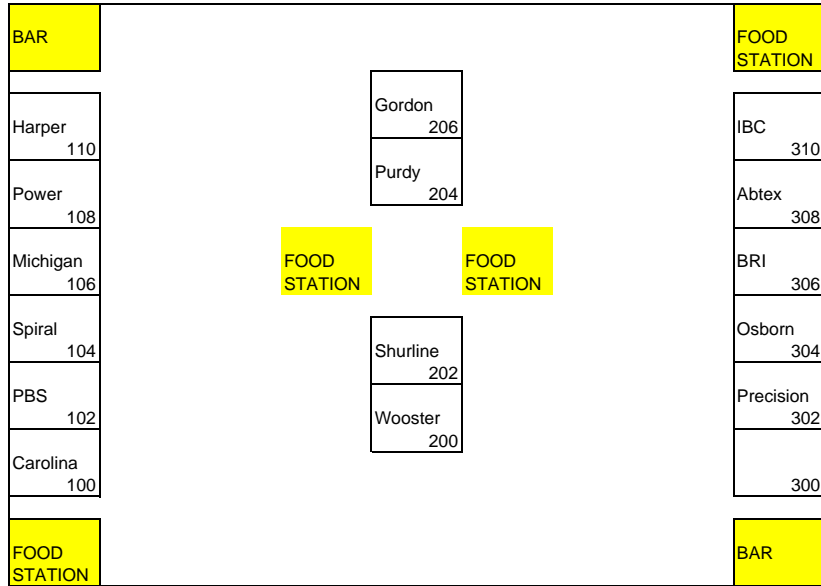 BAR
FOOD
STATION
Gordon
206
Harper
110
IBC
310
Purdy
204
Power
108
Abtex
308
Michigan
106
FOOD
STATION
FOOD
STATION
BRI
306
Spiral
104
Shurline
202
Osborn
304
PBS
102
Wooster
200
Precision
302
Carolina
100
300
FOOD
STATION
BAR